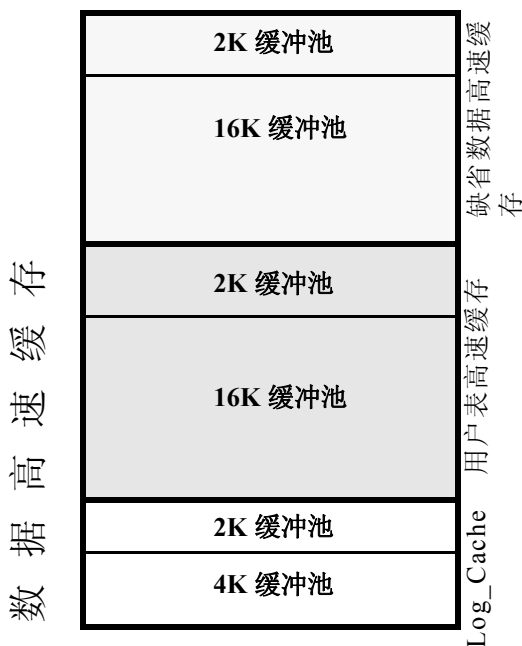 2K 缓冲池
16K 缓冲池
缺省数据高速缓
存
2K 缓冲池
16K 缓冲池
用户表高速缓存
2K 缓冲池
4K 缓冲池
Log_Cache
数据高速缓存